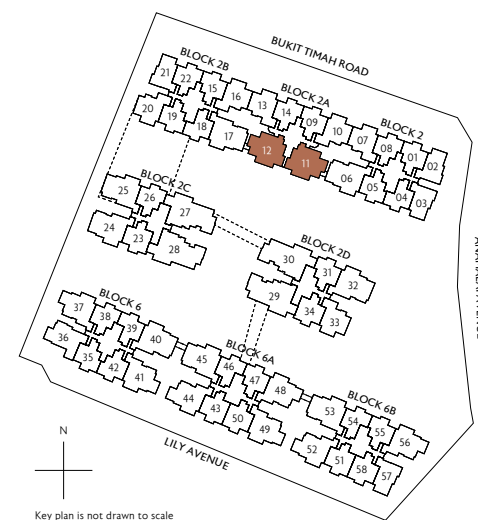 BUKIT TIMAH ROAD
BLOCK 2B
21 22 15 16 13 14 09 10 07 08 01 02
BLOCK 2A
BLOCK 2
20 19 18 17 12 11 06 05 04 03
BLOCK 2C
25 26 27
24 23 28
BLOCK 2D
30 31 32
29 34 33
BLOCK 6
37 38 39 40
36 35 42 41
BLOCK 6A
45 46 47 48
44 43 50 49
BLOCK 6B
53 54 55 56
52 51 58 57
LILY AVENUE
N
Key plan is not drawn to scale